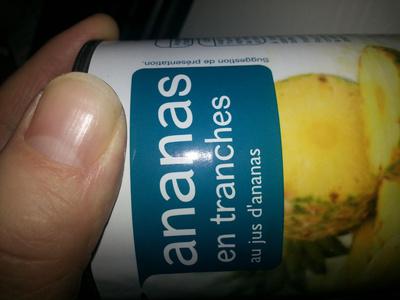 Suggestion de présentation.
ananas
en tranches
au jus d'ananas